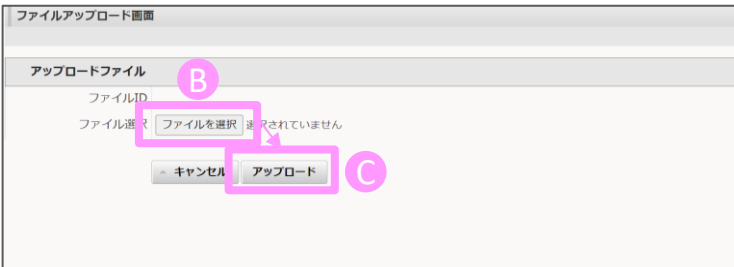 ファイルアップロード画面
アップロードファイル
B
ファイルID
ファイル選択 ファイルを選択 選択されていません
キャンセル アップロード C